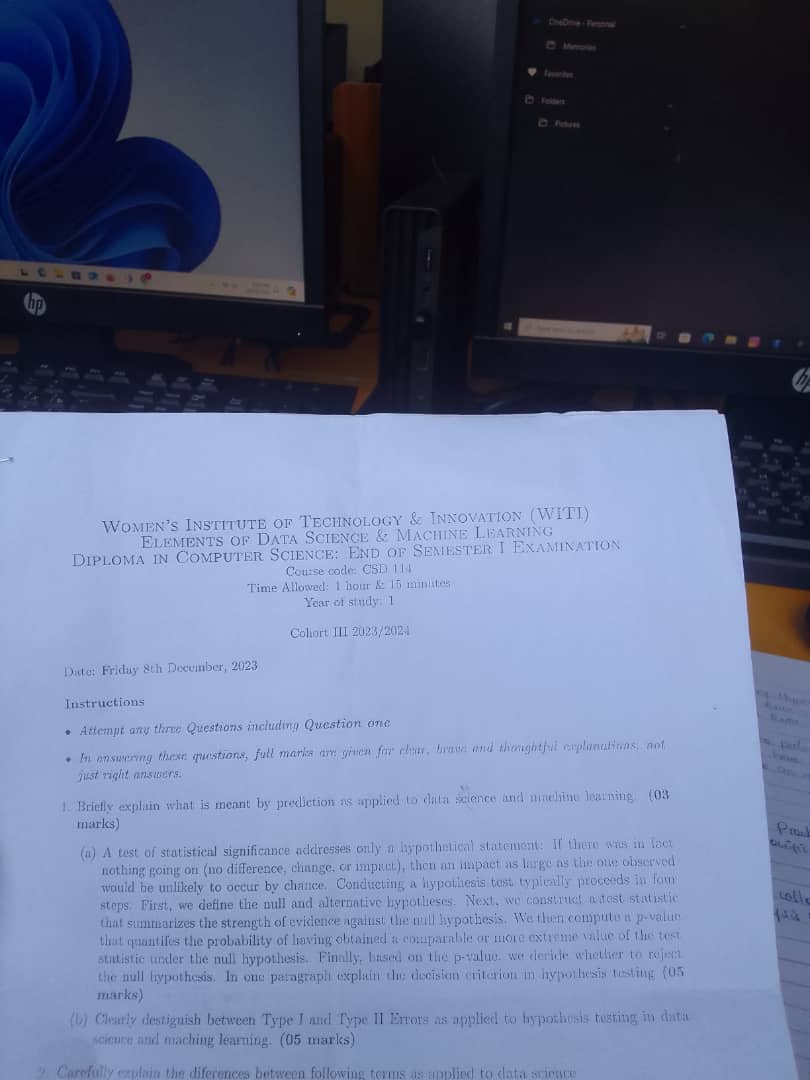 OneDrive - Personal
Memories
Favorites
Folders
Pictures
hp
WOMEN'S INSTITUTE OF TECHNOLOGY & INNOVATION (WITI)
ELEMENTS OF DATA SCIENCE & MACHINE LEARNING
DIPLOMA IN COMPUTER SCIENCE: END OF SEMESTER I EXAMINATION
Course code: CSD 114
Time Allowed: 1 hour & 15 minutes
Year of study: 1
Cohort III 2023/2024
Date: Friday 8th December, 2023
Instructions
• Attempt any three Questions including Question one
• In answering these questions, full marks are given for clear, brave and thoughtful explanations, not
just right answers.
1. Briefly explain what is meant by prediction as applied to data science and machine learning. (03
marks)
(a) A test of statistical significance addresses only a hypothetical statement: If there was in fact
nothing going on (no difference, change, or impact), then an impact as large as the one observed
would be unlikely to occur by chance. Conducting a hypothesis test typically proceeds in four
steps. First, we define the null and alternative hypotheses. Next, we construct a test statistic
that summarizes the strength of evidence against the null hypothesis. We then compute a p-value
that quantifes the probability of having obtained a comparable or more extreme value of the test
statistic under the null hypothesis. Finally, based on the p-value, we decide whether to reject
the null hypothesis. In one paragraph explain the decision criterion in hypothesis testing (05
marks)
(b) Clearly destiguish between Type I and Type II Errors as applied to hypothesis testing in data
science and maching learning. (05 marks)
2. Carefully explain the diferences between following terms as applied to data science